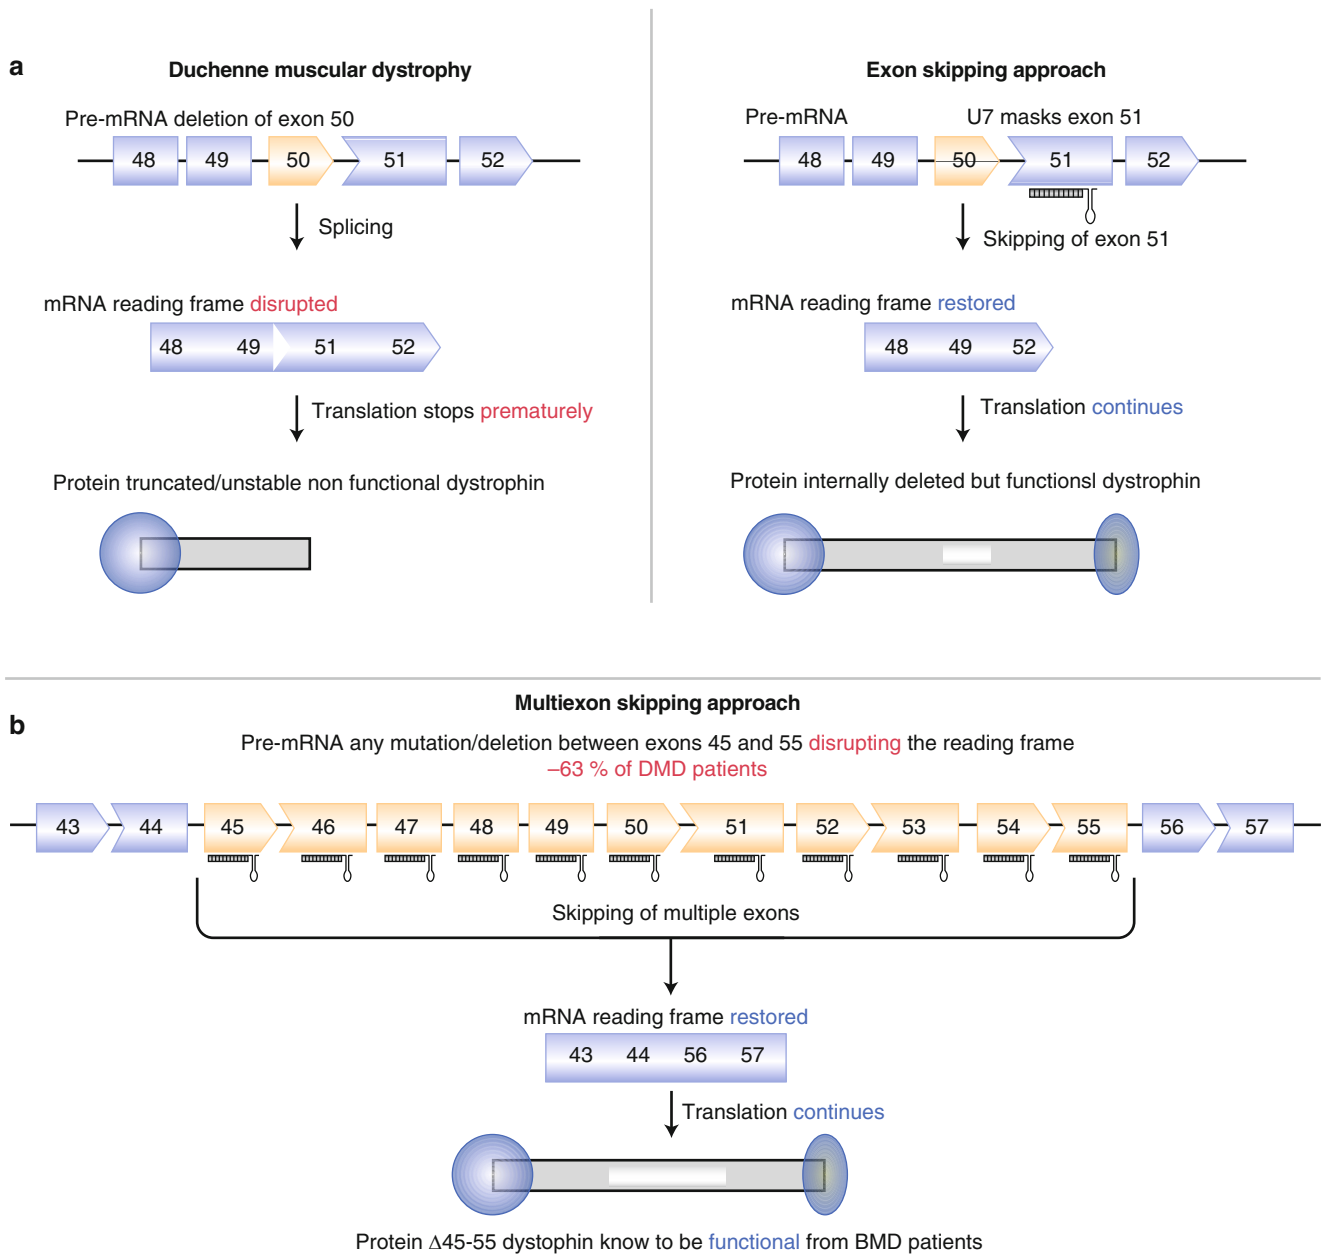 a
Duchenne muscular dystrophy
Pre-mRNA deletion of exon 50
48 49 50 51 52
Splicing
mRNA reading frame disrupted
48 49 51 52
Translation stops prematurely
Protein truncated/unstable non functional dystrophin
Exon skipping approach
Pre-mRNA U7 masks exon 51
48 49 50 51 52
Skipping of exon 51
mRNA reading frame restored
48 49 52
Translation continues
Protein internally deleted but functionsl dystrophin
b
Multiexon skipping approach
Pre-mRNA any mutation/deletion between exons 45 and 55 disrupting the reading frame
–63 % of DMD patients
43 44 45 46 47 48 49 50 51 52 53 54 55 56 57
Skipping of multiple exons
mRNA reading frame restored
43 44 56 57
Translation continues
Protein Δ45-55 dystophin know to be functional from BMD patients